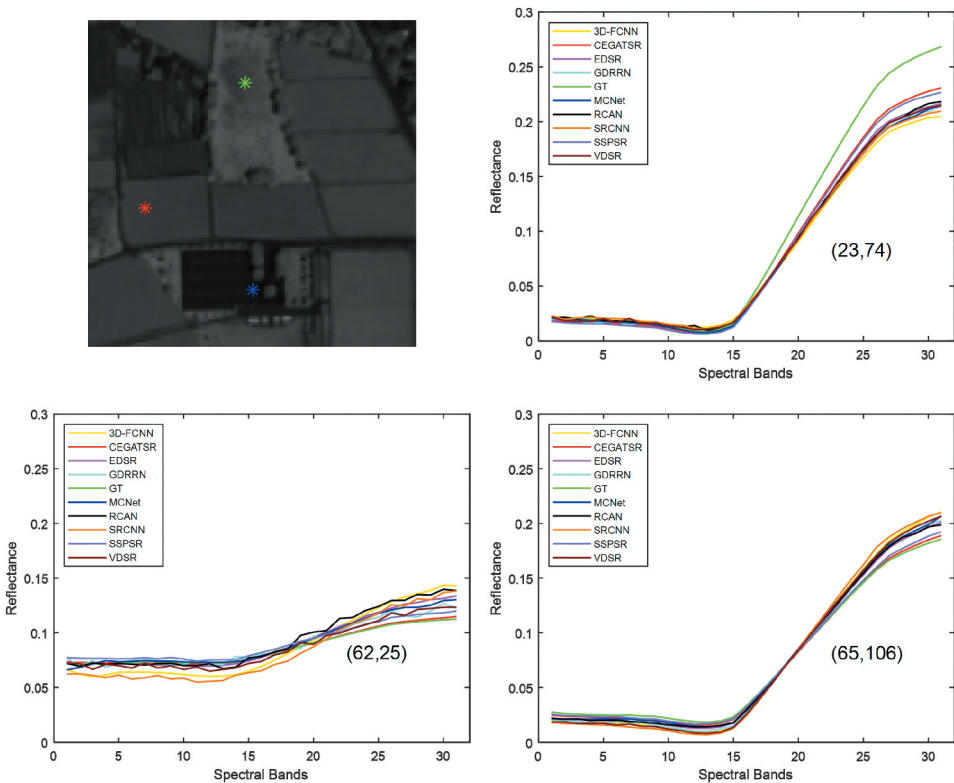 0.3
0.25
0.2
0.15
0.1
0.05
0
Reflectance
3D-FCNN
CEGATSR
EDSR
GDRRN
GT
MCNet
RCAN
SRCNN
SSPSR
VDSR
(23,74)
0 5 10 15 20 25 30
Spectral Bands
0.3
0.25
0.2
0.15
0.1
0.05
0
Reflectance
3D-FCNN
CEGATSR
EDSR
GDRRN
GT
MCNet
RCAN
SRCNN
SSPSR
VDSR
(62,25)
0 5 10 15 20 25 30
Spectral Bands
0.3
0.25
0.2
0.15
0.1
0.05
0
Reflectance
3D-FCNN
CEGATSR
EDSR
GDRRN
GT
MCNet
RCAN
SRCNN
SSPSR
VDSR
(65,106)
0 5 10 15 20 25 30
Spectral Bands